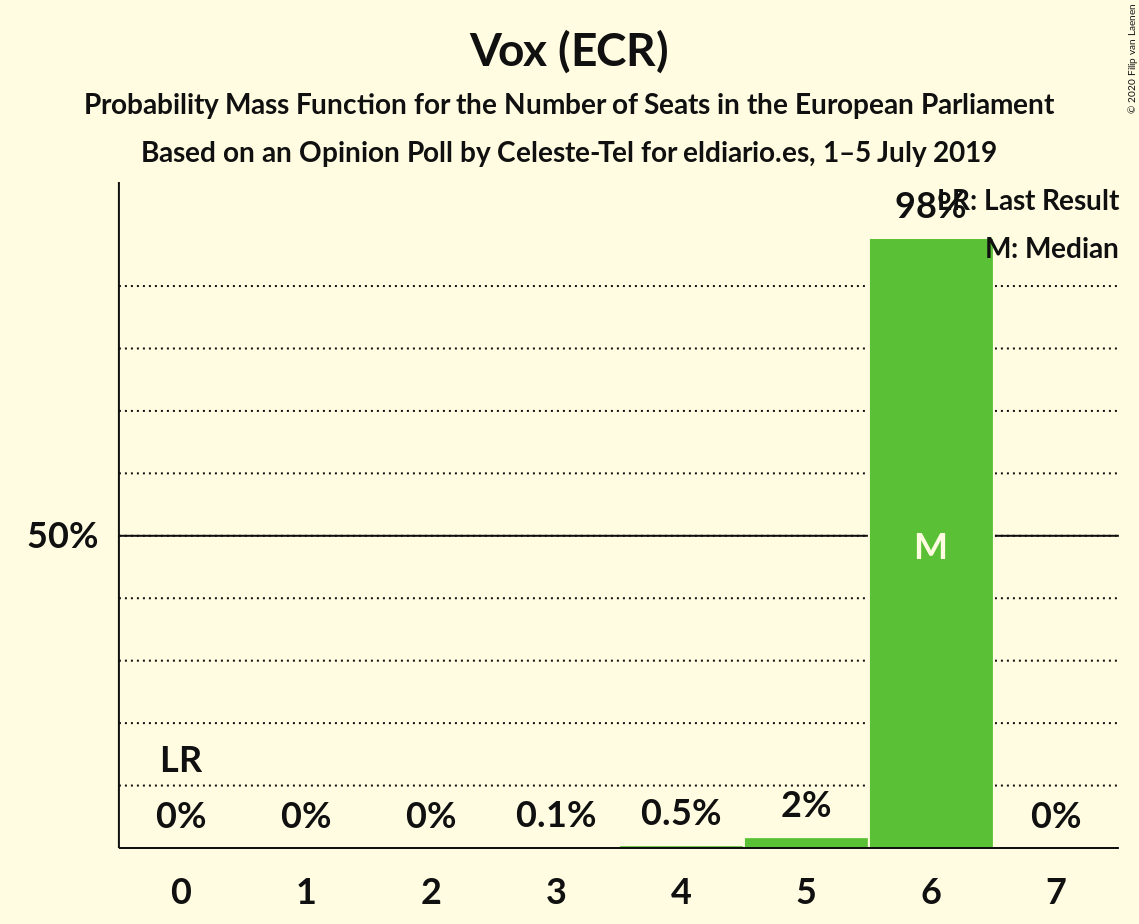 Vox (ECR)
Probability Mass Function for the Number of Seats in the European Parliament
Based on an Opinion Poll by Celeste-Tel for eldiario.es, 1–5 July 2019
© 2020 Filip van Laenen
LR: Last Result
M: Median
98%
50%
M
LR
0% 0% 0% 0.1% 0.5% 2% 0%
0 1 2 3 4 5 6 7